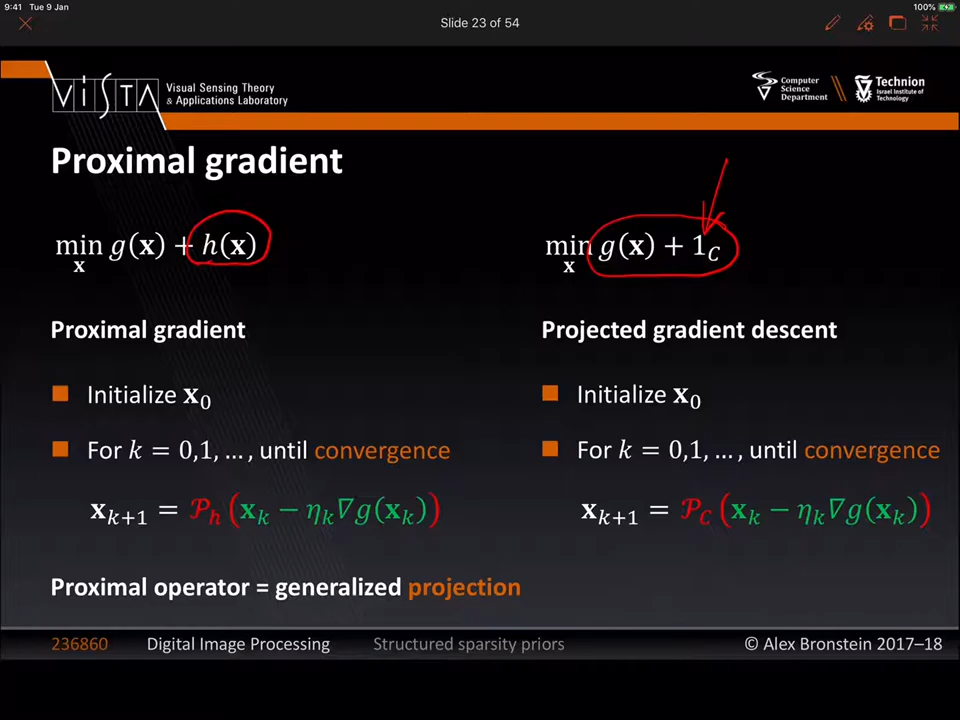 9:41 Tue 9 Jan
100%
Slide 23 of 54
ViSTA Visual Sensing Theory
& Applications Laboratory
Computer
Science
Department
Technion
Israel Institute of
Technology
Proximal gradient
min g(𝐱) + h(𝐱)
𝐱
Proximal gradient
Initialize 𝐱₀
For k = 0,1, …, until convergence
𝐱ₖ₊₁ = 𝒫ₕ (𝐱ₖ − ηₖ∇g(𝐱ₖ))
min g(𝐱) + 1_C
𝐱
Projected gradient descent
Initialize 𝐱₀
For k = 0,1, …, until convergence
𝐱ₖ₊₁ = 𝒫_C (𝐱ₖ − ηₖ∇g(𝐱ₖ))
Proximal operator = generalized projection
236860 Digital Image Processing Structured sparsity priors © Alex Bronstein 2017–18